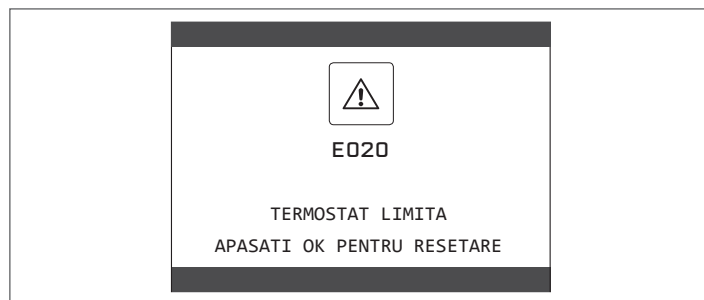 E020
TERMOSTAT LIMITA
APASATI OK PENTRU RESETARE